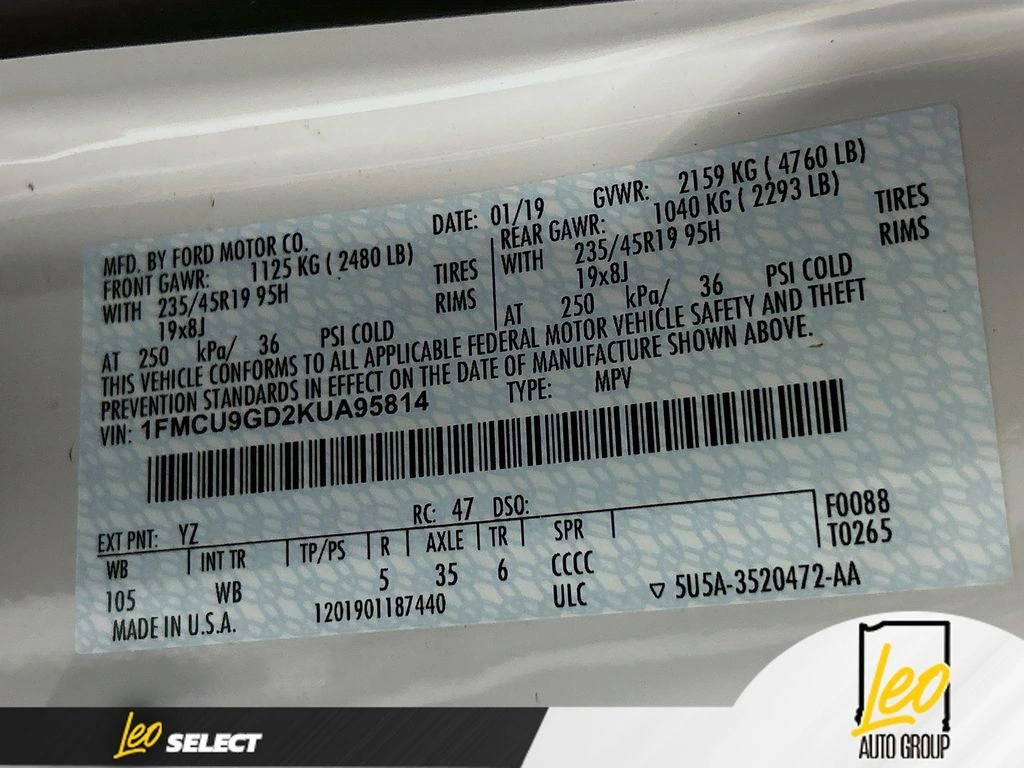 DATE: 01/19 GVWR: 2159 KG ( 4760 LB)
MFD. BY FORD MOTOR CO.
FRONT GAWR: 1125 KG ( 2480 LB)
WITH 235/45R19 95H TIRES
19x8J RIMS
AT 250 kPa/ 36 PSI COLD
REAR GAWR: 1040 KG ( 2293 LB)
WITH 235/45R19 95H TIRES
19x8J RIMS
AT 250 kPa/ 36 PSI COLD
THIS VEHICLE CONFORMS TO ALL APPLICABLE FEDERAL MOTOR VEHICLE SAFETY AND THEFT
PREVENTION STANDARDS IN EFFECT ON THE DATE OF MANUFACTURE SHOWN ABOVE.
VIN: 1FMCU9GD2KUA95814 TYPE: MPV
EXT PNT: YZ RC: 47 DSO: F0088
WB INT TR TP/PS R AXLE TR SPR T0265
105 WB 5 35 6 CCCC
MADE IN U.S.A. 1201901187440 ULC ▽ 5U5A-3520472-AA
Leo SELECT
Leo
AUTO GROUP